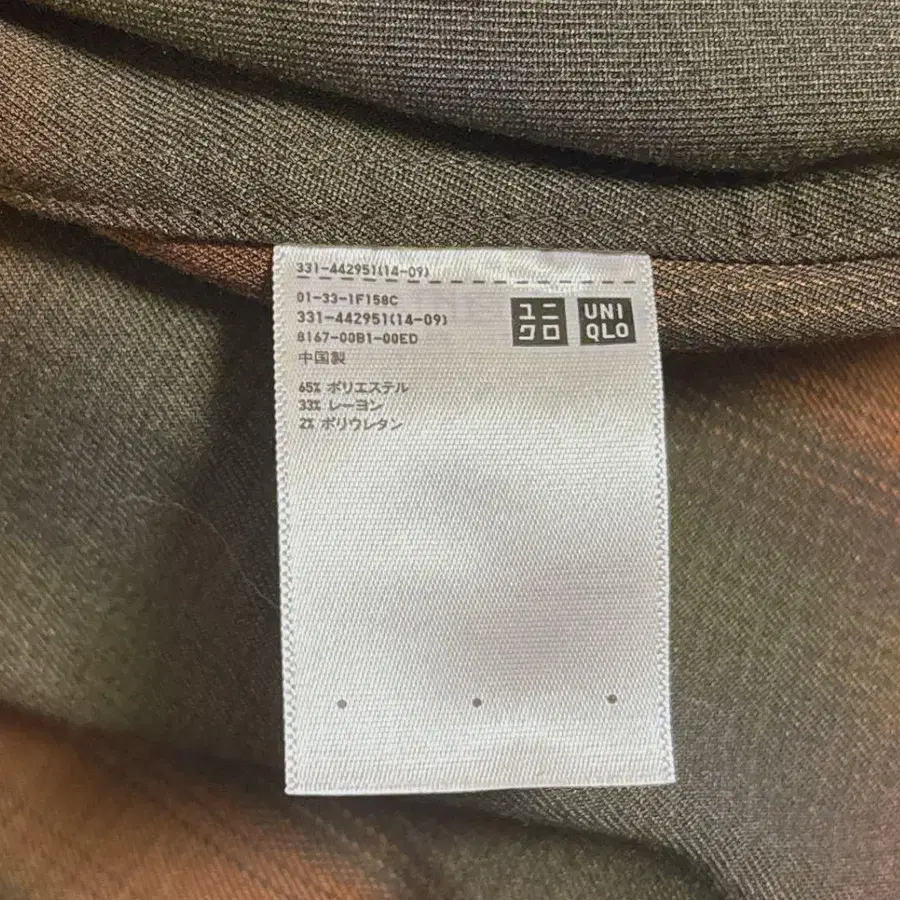 331-442951(14-09)
01-33-1F158C
331-442951(14-09)
8167-00B1-00ED
中国製
65% ポリエステル
33% レーヨン
2% ポリウレタン
ユニ
クロ
UNI
QLO